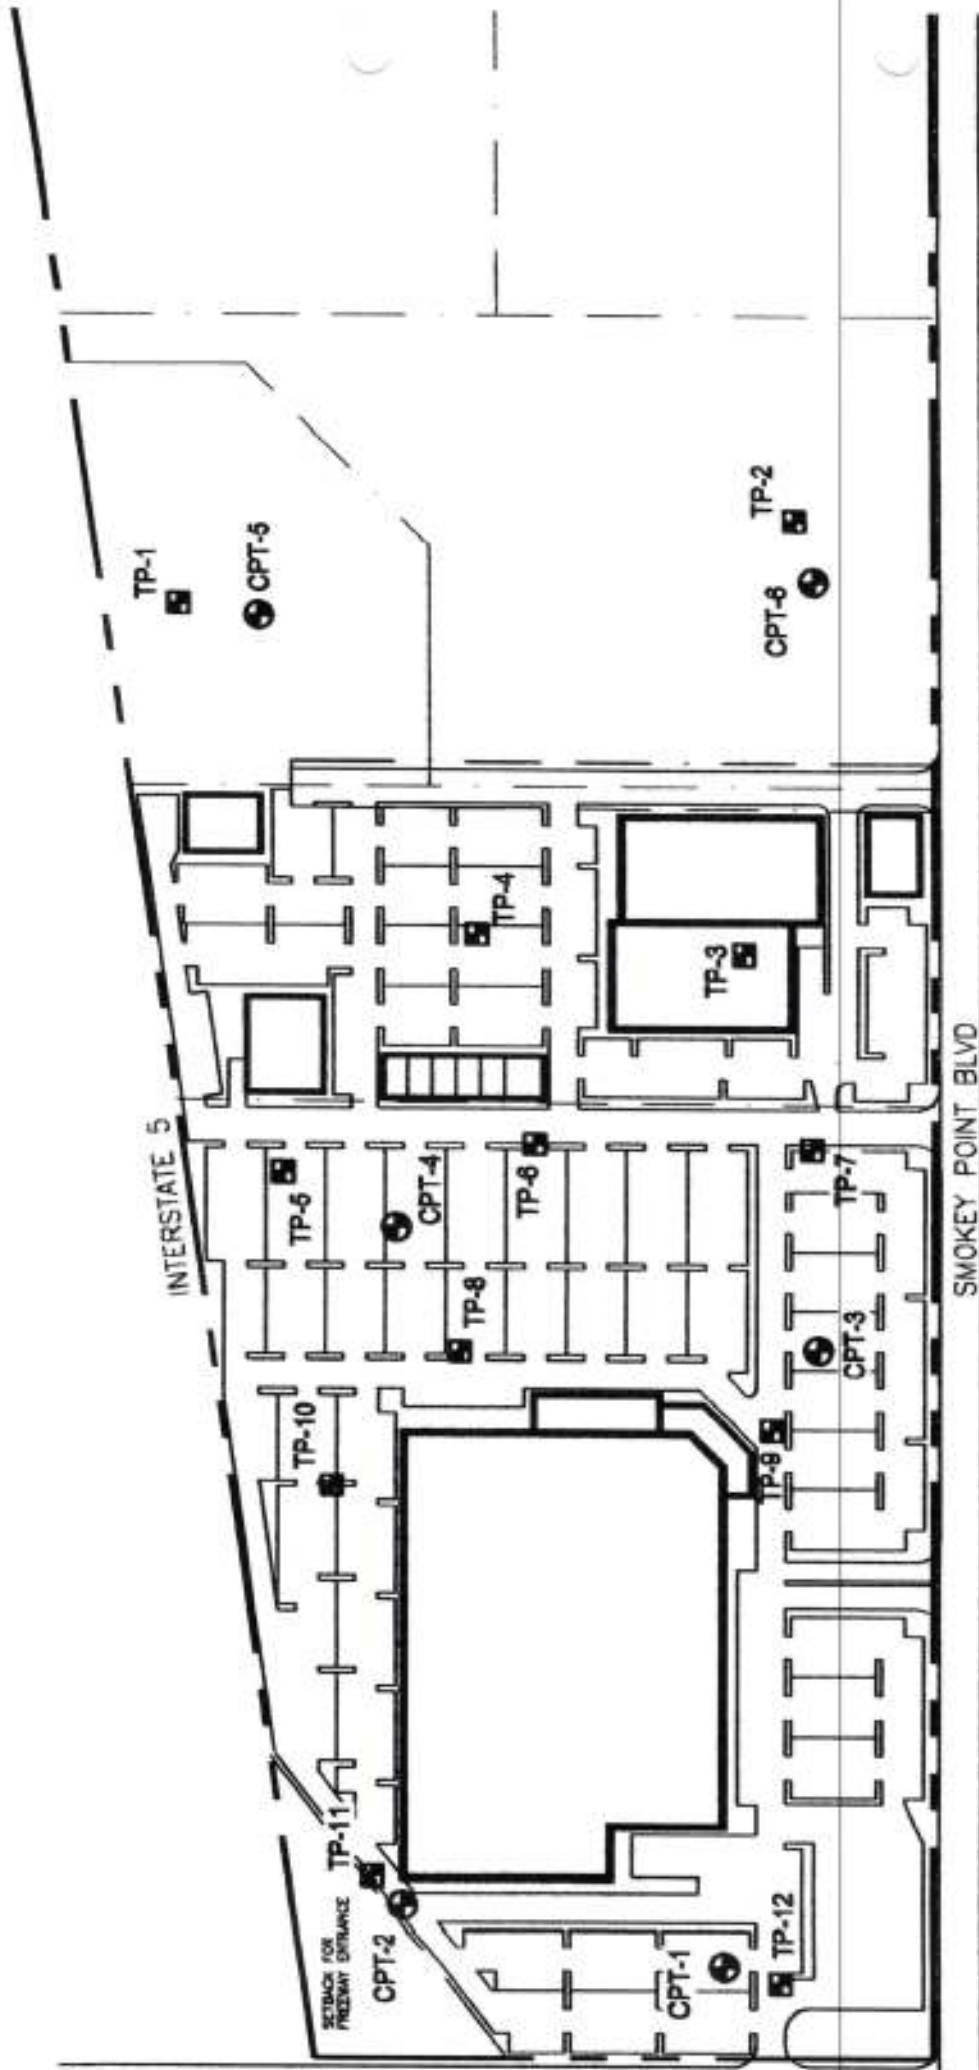 TP-1
CPT-5
TP-2
CPT-6
TP-4
TP-3
INTERSTATE 5
TP-5
CPT-4
TP-6
TP-7
TP-8
CPT-3
TP-10
TP-9
TP-11
SETBACK FOR
FREEWAY ENTRANCE
CPT-2
CPT-1
TP-12
SMOKEY POINT BLVD